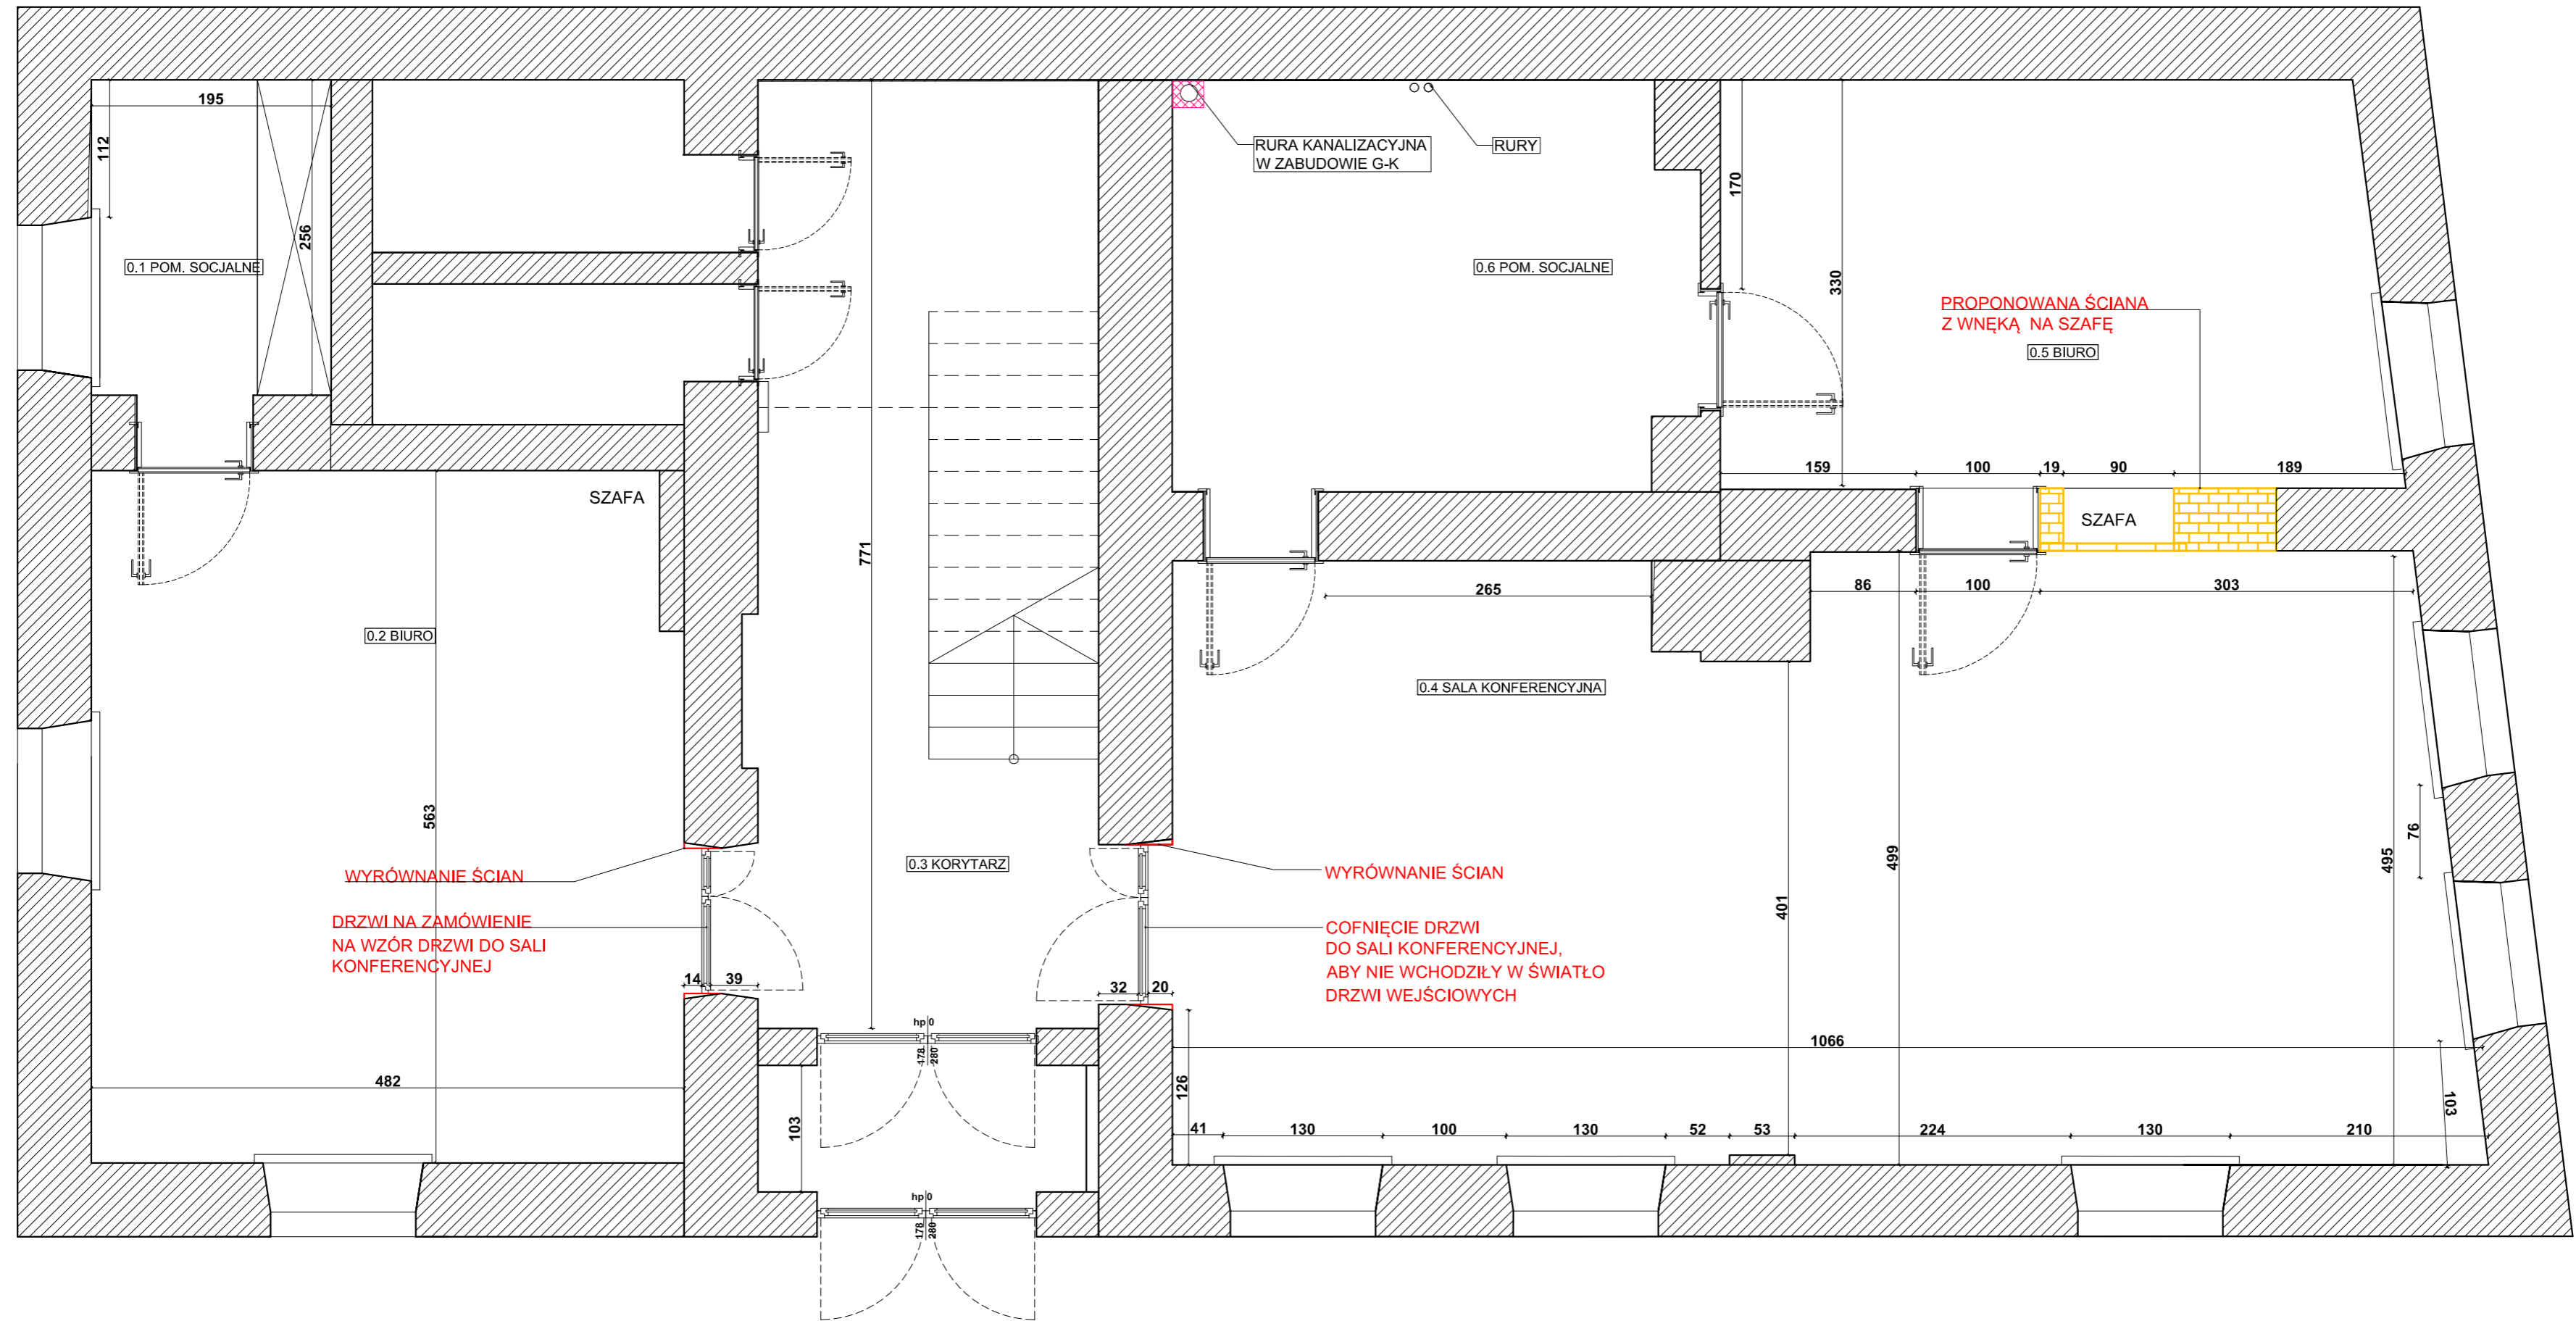 195
112
256
0.1 POM. SOCJALNE
RURA KANALIZACYJNA
W ZABUDOWIE G-K
RURY
0.6 POM. SOCJALNE
170
330
PROPONOWANA ŚCIANA
Z WNĘKĄ NA SZAFĘ
0.5 BIURO
159
100
19
90
189
SZAFA
SZAFA
771
265
86
100
303
0.2 BIURO
0.4 SALA KONFERENCYJNA
563
76
499
495
401
0.3 KORYTARZ
WYRÓWNANIE ŚCIAN
DRZWI NA ZAMÓWIENIE
NA WZÓR DRZWI DO SALI
KONFERENCYJNEJ
WYRÓWNANIE ŚCIAN
COFNIĘCIE DRZWI
DO SALI KONFERENCYJNEJ,
ABY NIE WCHODZIŁY W ŚWIATŁO
DRZWI WEJŚCIOWYCH
14
39
32
20
hp 0
178
280
1066
482
126
103
103
41
130
100
130
52
53
224
130
210
hp 0
178
280